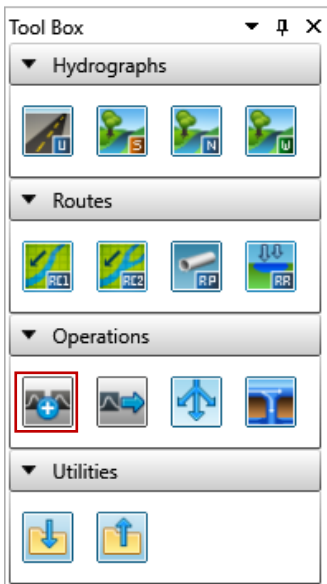 Tool Box
Hydrographs
U S N W
Routes
RC1 RC2 RP RR
Operations
Utilities